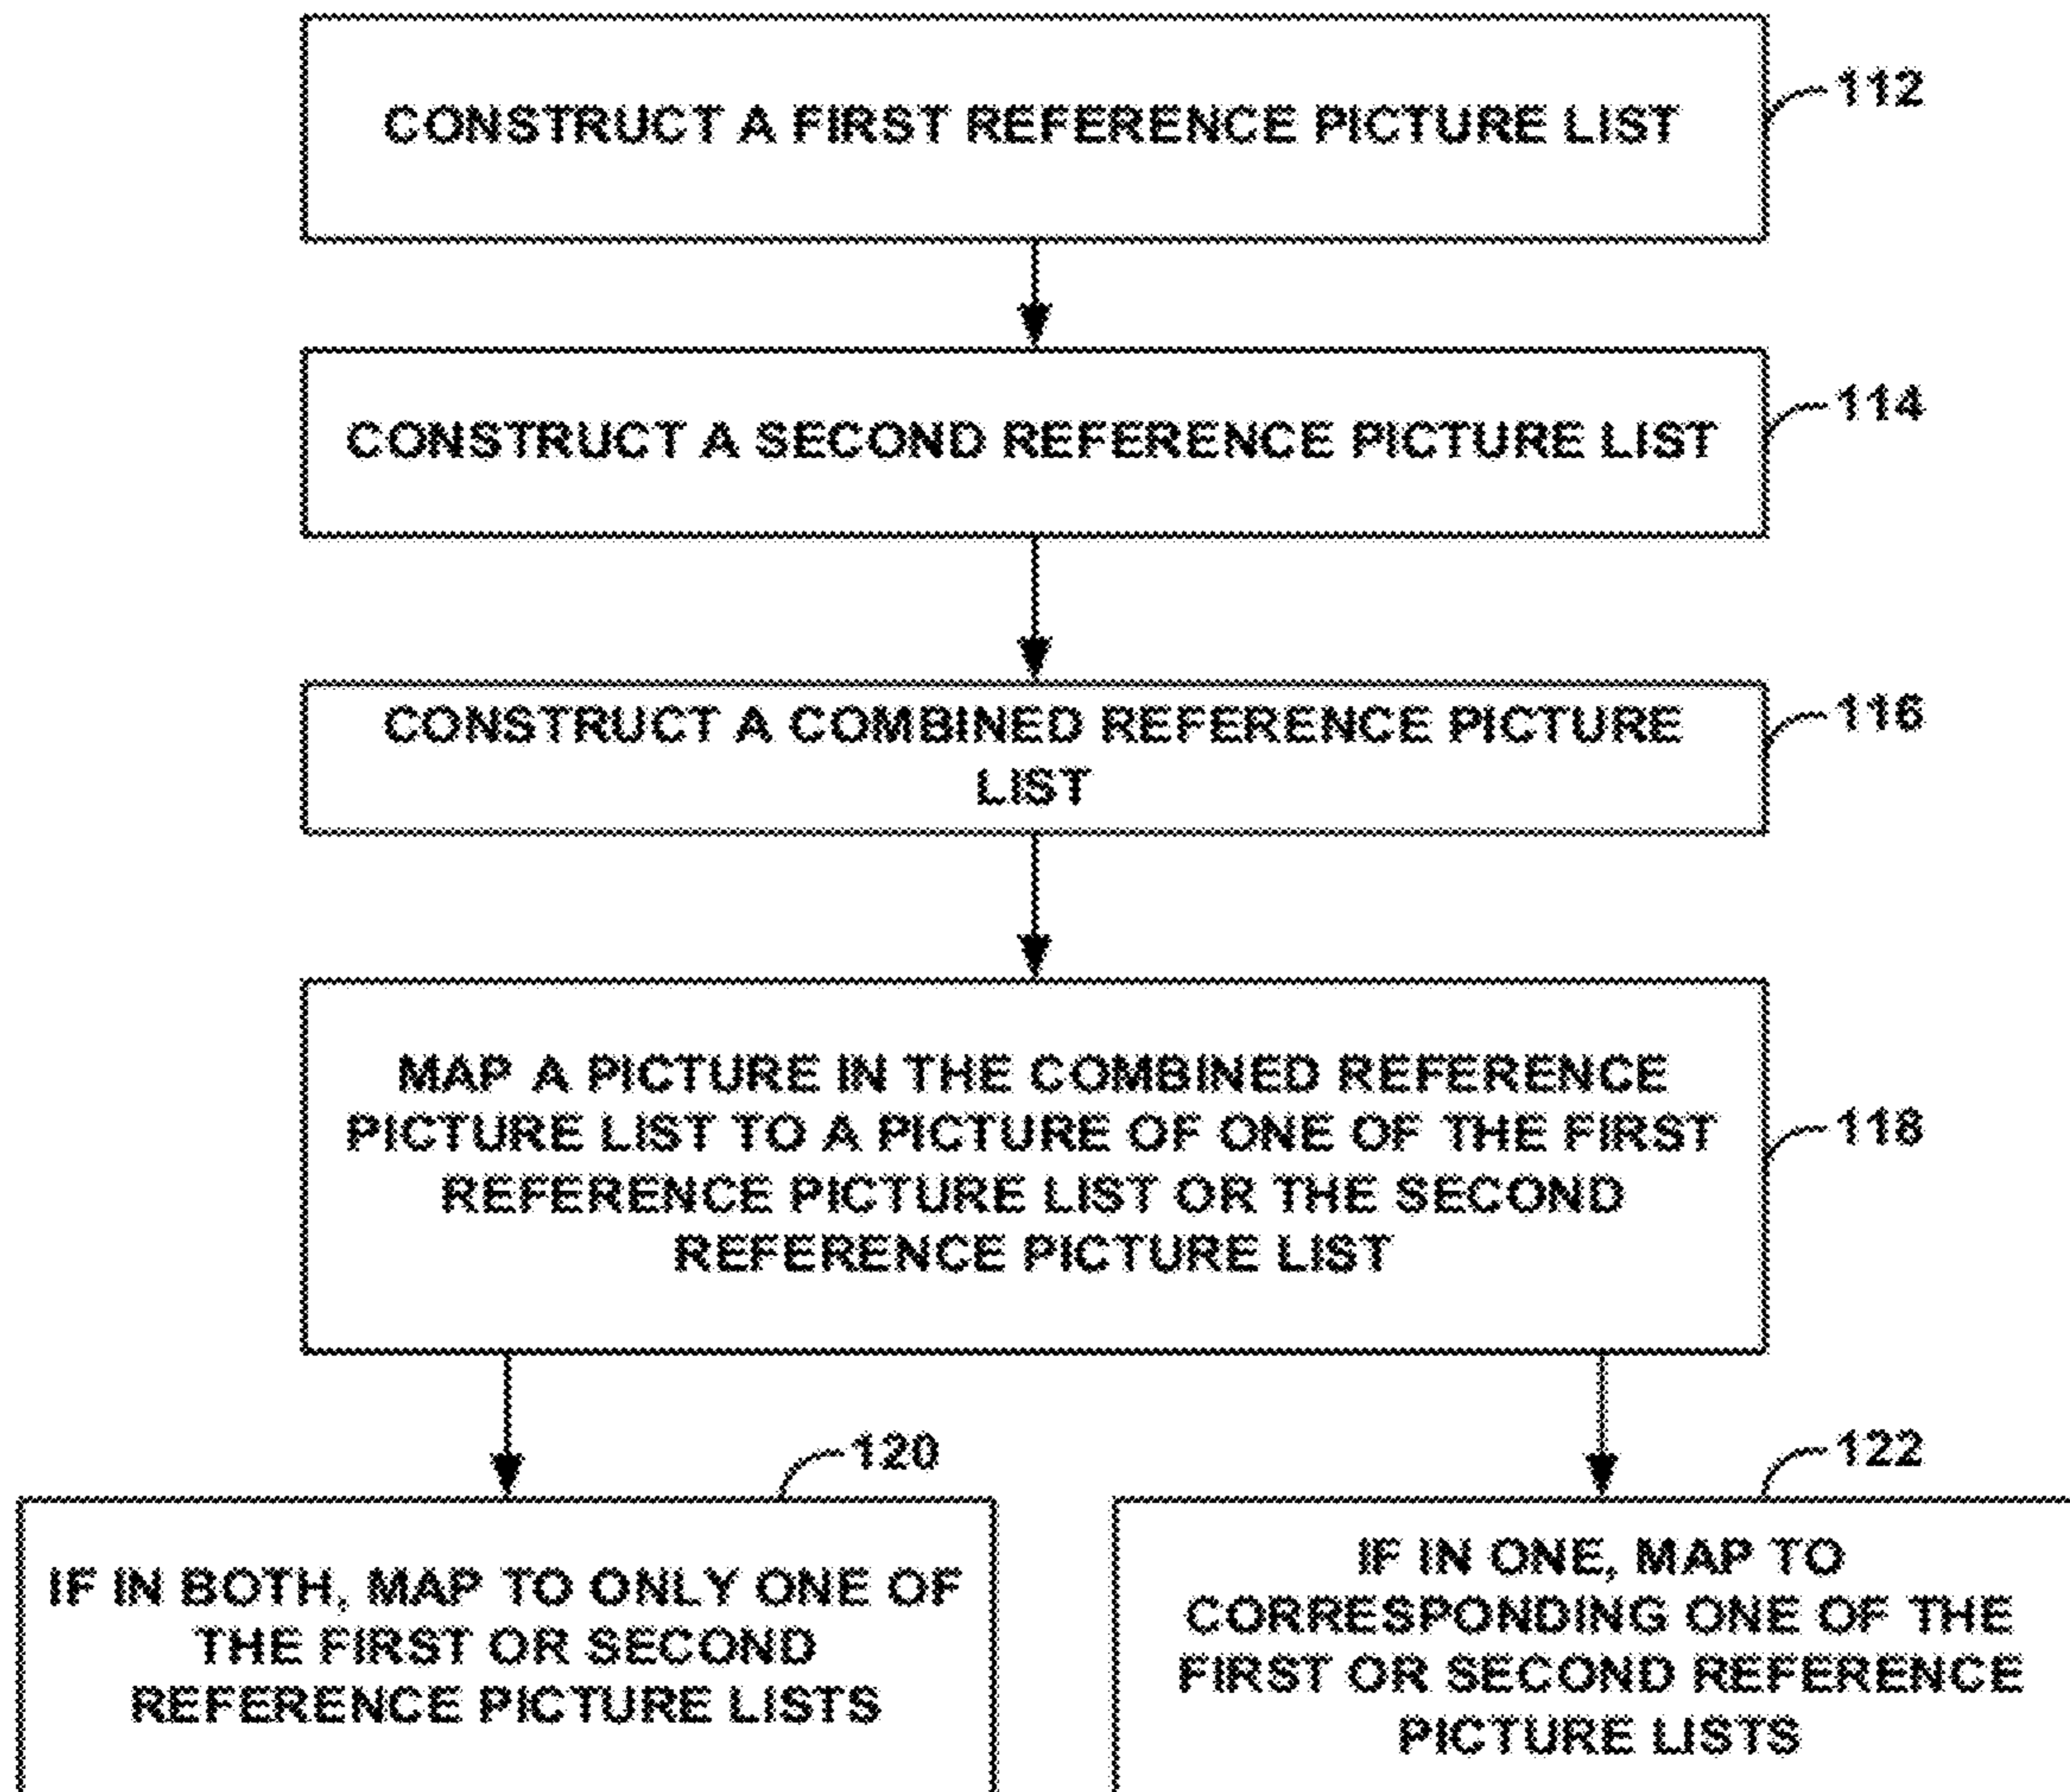 CONSTRUCT A FIRST REFERENCE PICTURE LIST
112
CONSTRUCT A SECOND REFERENCE PICTURE LIST
114
CONSTRUCT A COMBINED REFERENCE PICTURE
LIST
116
MAP A PICTURE IN THE COMBINED REFERENCE
PICTURE LIST TO A PICTURE OF ONE OF THE FIRST
REFERENCE PICTURE LIST OR THE SECOND
REFERENCE PICTURE LIST
118
120
IF IN BOTH, MAP TO ONLY ONE OF
THE FIRST OR SECOND
REFERENCE PICTURE LISTS
122
IF IN ONE, MAP TO
CORRESPONDING ONE OF THE
FIRST OR SECOND REFERENCE
PICTURE LISTS